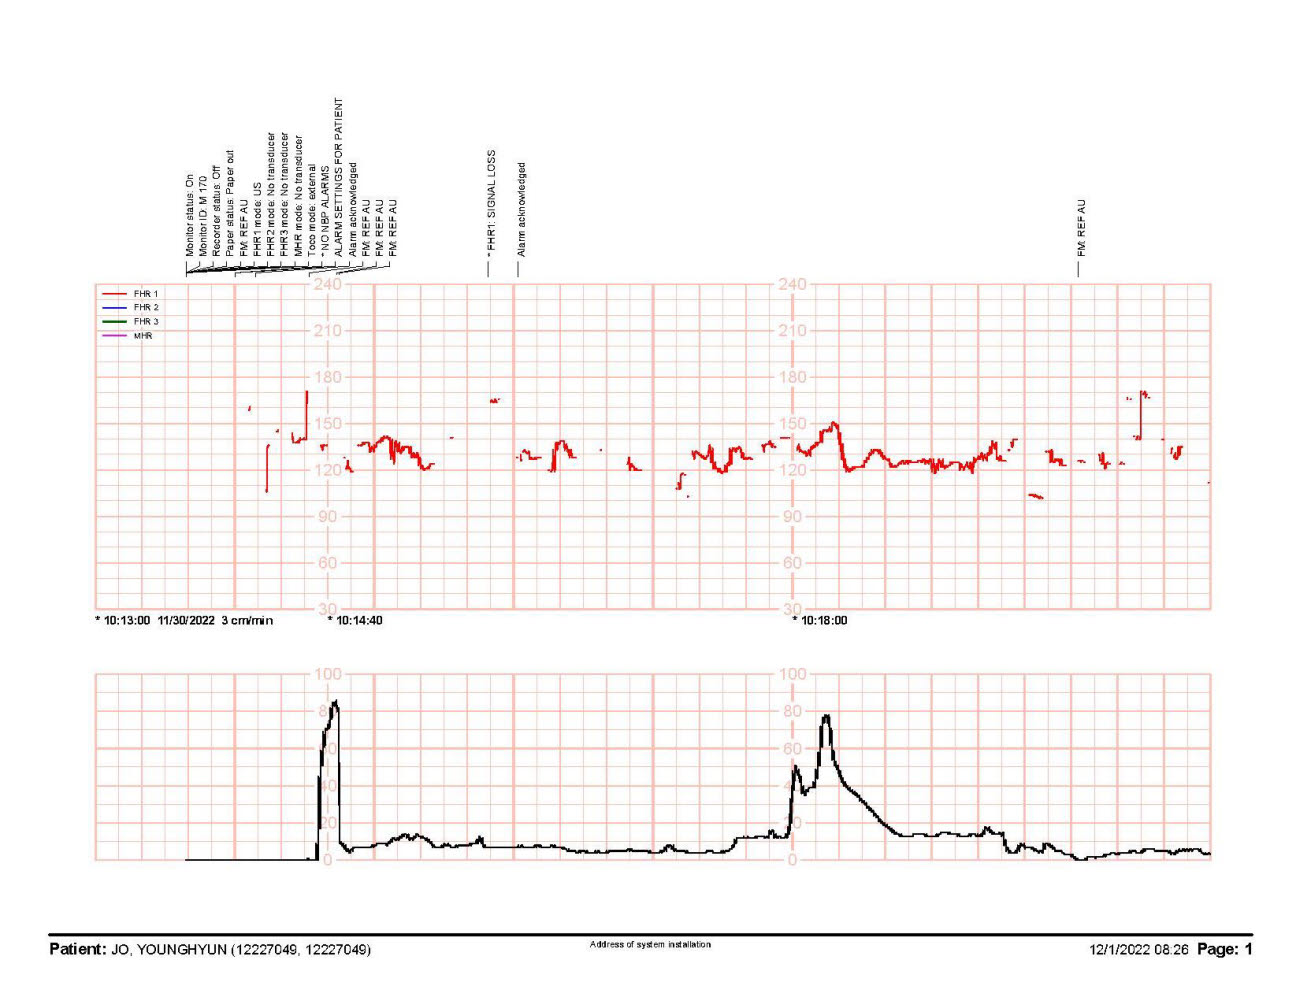 Monitor status: On
Monitor ID: M 170
Recorder status: Off
Paper status: Paper out
FM: REF AU
FHR1 mode: US
FHR2 mode: No transducer
FHR3 mode: No transducer
MHR mode: No transducer
Toco mode: external
* NO NBP ALARMS
ALARM SETTINGS FOR PATIENT
Alarm acknowledged
FM: REF AU
FM: REF AU
FM: REF AU
* FHR1: SIGNAL LOSS
Alarm acknowledged
FM: REF AU
FHR 1
FHR 2
FHR 3
MHR
240 240
210 210
180 180
150 150
120 120
90 90
60 60
30 30
* 10:13:00 11/30/2022 3 cm/min * 10:14:40 * 10:18:00
100 100
80 80
60 60
40 40
20 20
0 0
Patient: JO, YOUNGHYUN (12227049, 12227049) Address of system installation 12/1/2022 08:26 Page: 1